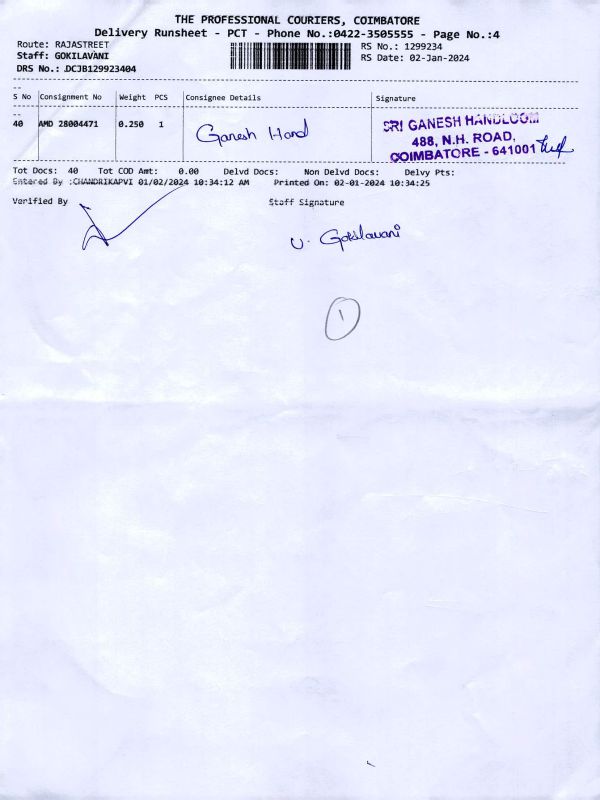 THE PROFESSIONAL COURIERS, COIMBATORE
Delivery Runsheet - PCT - Phone No.:0422-3505555 - Page No.:4
Route: RAJASTREET
Staff: GOKILAVANI
DRS No.: DCJB129923404
RS No.: 1299234
RS Date: 02-Jan-2024
S No Consignment No Weight PCS Consignee Details Signature
40 AMD 28004471 0.250 1 Ganesh Hand
SRI GANESH HANDLOOM
488, N.H. ROAD,
COIMBATORE - 641001
Tot Docs: 40 Tot COD Amt: 0.00 Delvd Docs: Non Delvd Docs: Delvy Pts:
Entered By :CHANDRIKAPVI 01/02/2024 10:34:12 AM Printed On: 02-01-2024 10:34:25
Verified By Staff Signature
V. Gokilavani
1